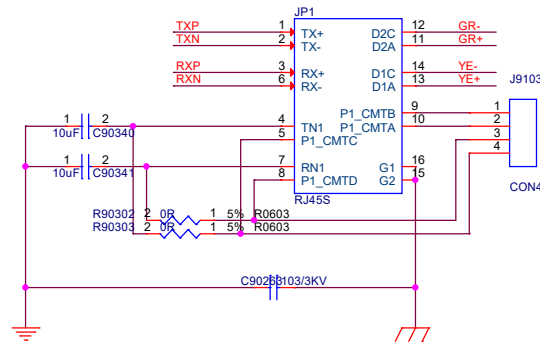 JP1
TXP 1 TX+ D2C 12 GR-
TXN 2 TX- D2A 11 GR+
RXP 3 RX+ D1C 14 YE-
RXN 6 RX- D1A 13 YE+
J9103
P1_CMTB 9 1
1 2 4 TN1 P1_CMTA 10 2
10uF C90340 5 P1_CMTC 3
4
1 2 7 RN1 G1 16
10uF C90341 8 P1_CMTD G2 15
CON4
RJ45S
R90302 2 0R 1 5% R0603
R90303 2 0R 1 5% R0603
C90263 103/3KV